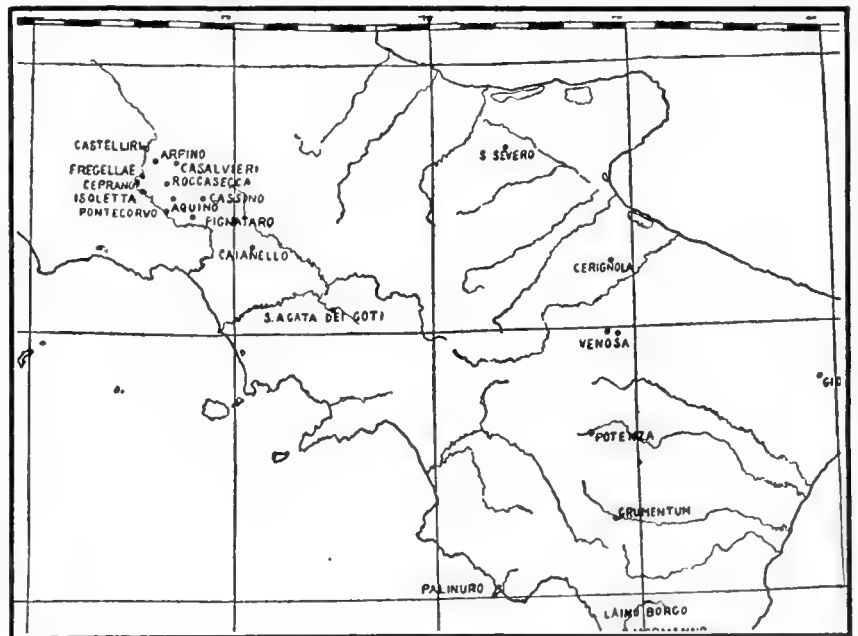 CASTELLIRI
ARPINO
CASALVIERI
FREGELLAE
CEPRANO
ROCCASECCA
ISOLETTA
CASSINO
PONTECORVO
AQUINO
PIGNATARO
CAIANELLO
S. SEVERO
CERIGNOLA
S. AGATA DEI GOTI
VENOSA
GIO
POTENZA
GRUMENTUM
PALINURO
LAINO BORGO